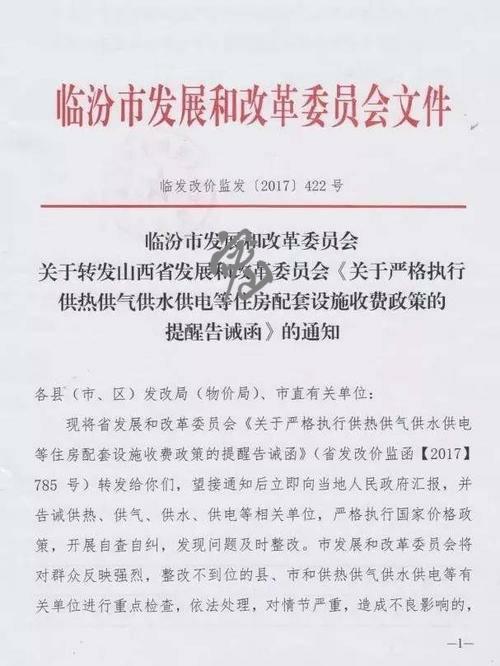 临汾市发展和改革委员会文件
临发改价监发〔2017〕422 号
临汾市发展和改革委员会
关于转发山西省发展和改革委员会《关于严格执行
供热供气供水供电等住房配套设施收费政策的
提醒告诫函》的通知
各县（市、区）发改局（物价局）、市直有关单位：
现将省发展和改革委员会《关于严格执行供热供气供水供电
等住房配套设施收费政策的提醒告诫函》（省发改价监函【2017】
785 号）转发给你们，望接通知后立即向当地人民政府汇报，并
告诫供热、供气、供水、供电等相关单位，严格执行国家价格政
策，开展自查自纠，发现问题及时整改。市发展和改革委员会将
对群众反映强烈，整改不到位的县、市和供热供气供水供电等有
关单位进行重点检查，依法处理，对情节严重，造成不良影响的，
—1—